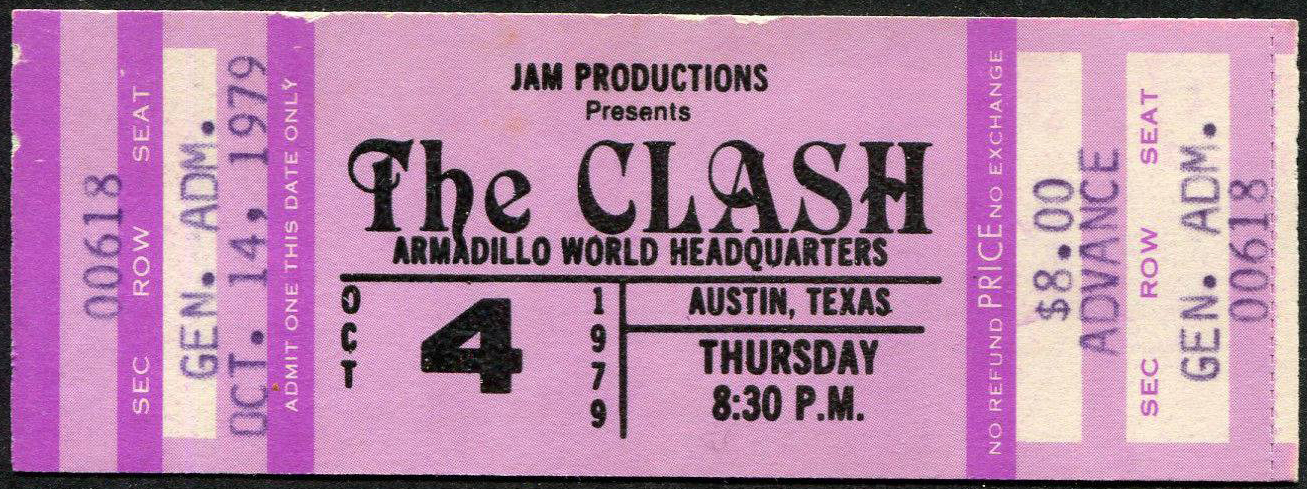 00618
SEC ROW SEAT
GEN. ADM.
OCT. 14, 1979
ADMIT ONE THIS DATE ONLY
JAM PRODUCTIONS
Presents
The CLASH
ARMADILLO WORLD HEADQUARTERS
OCT
4
1979
AUSTIN, TEXAS
THURSDAY
8:30 P.M.
NO REFUND PRICE NO EXCHANGE
$8.00
ADVANCE
SEC ROW SEAT
GEN. ADM.
00618